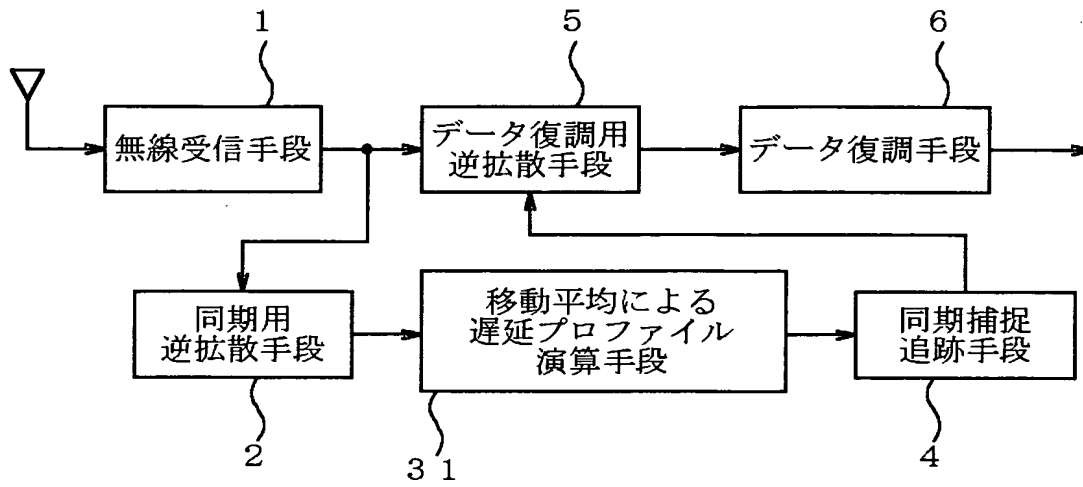 1
5
6
無線受信手段
データ復調用
逆拡散手段
データ復調手段
同期用
逆拡散手段
移動平均による
遅延プロファイル
演算手段
同期捕捉
追跡手段
2
31
4